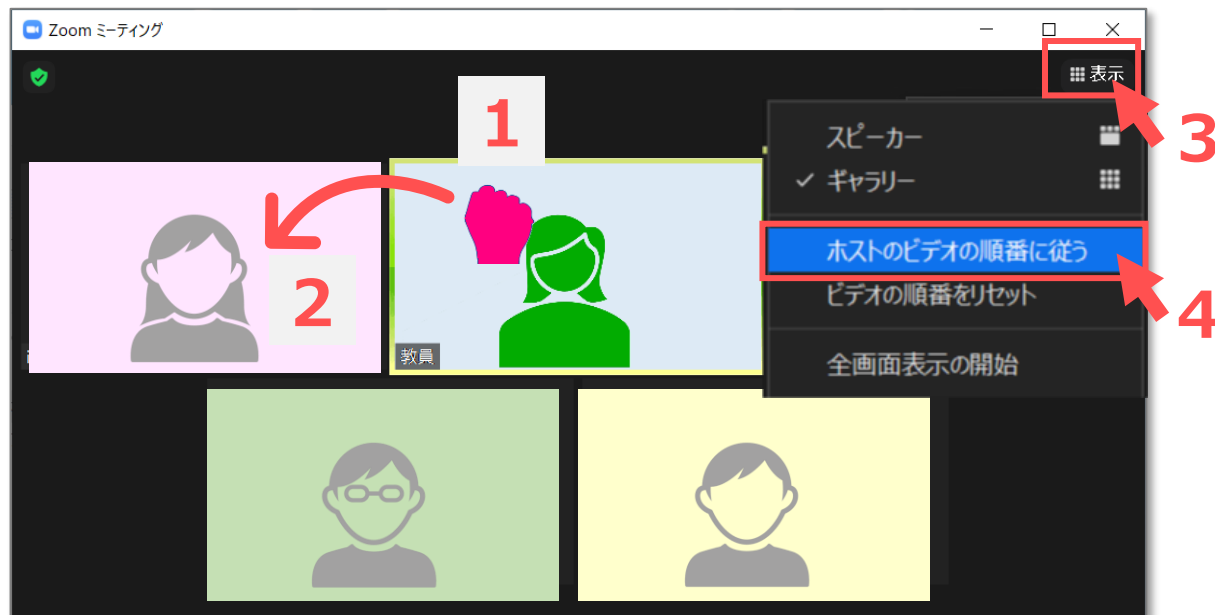 Zoom ミーティング
表示
1
3
スピーカー
ギャラリー
ホストのビデオの順番に従う
2
ビデオの順番をリセット
4
教員
全画面表示の開始